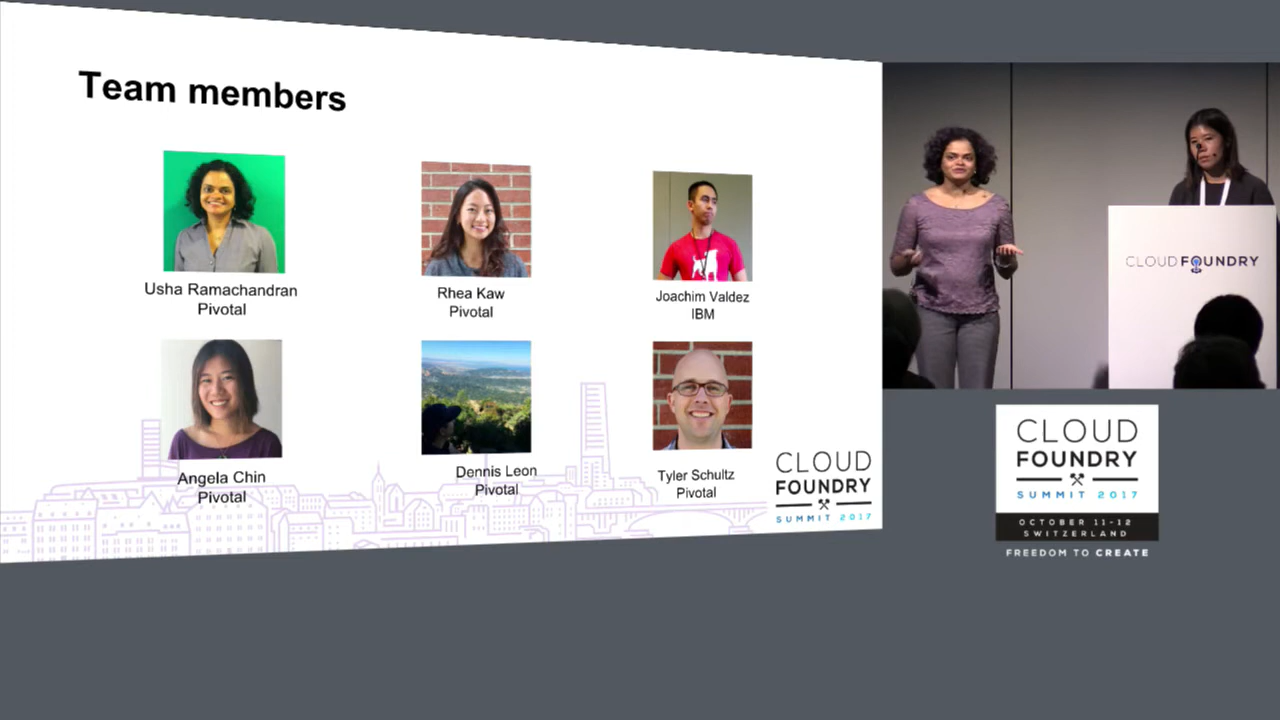 Team members
Usha Ramachandran
Pivotal
Rhea Kaw
Pivotal
Joachim Valdez
IBM
Angela Chin
Pivotal
Dennis Leon
Pivotal
Tyler Schultz
Pivotal
CLOUD
FOUNDRY
SUMMIT 2017
CLOUD FOUNDRY
CLOUD
FOUNDRY
SUMMIT 2017
OCTOBER 11-12
SWITZERLAND
FREEDOM TO CREATE